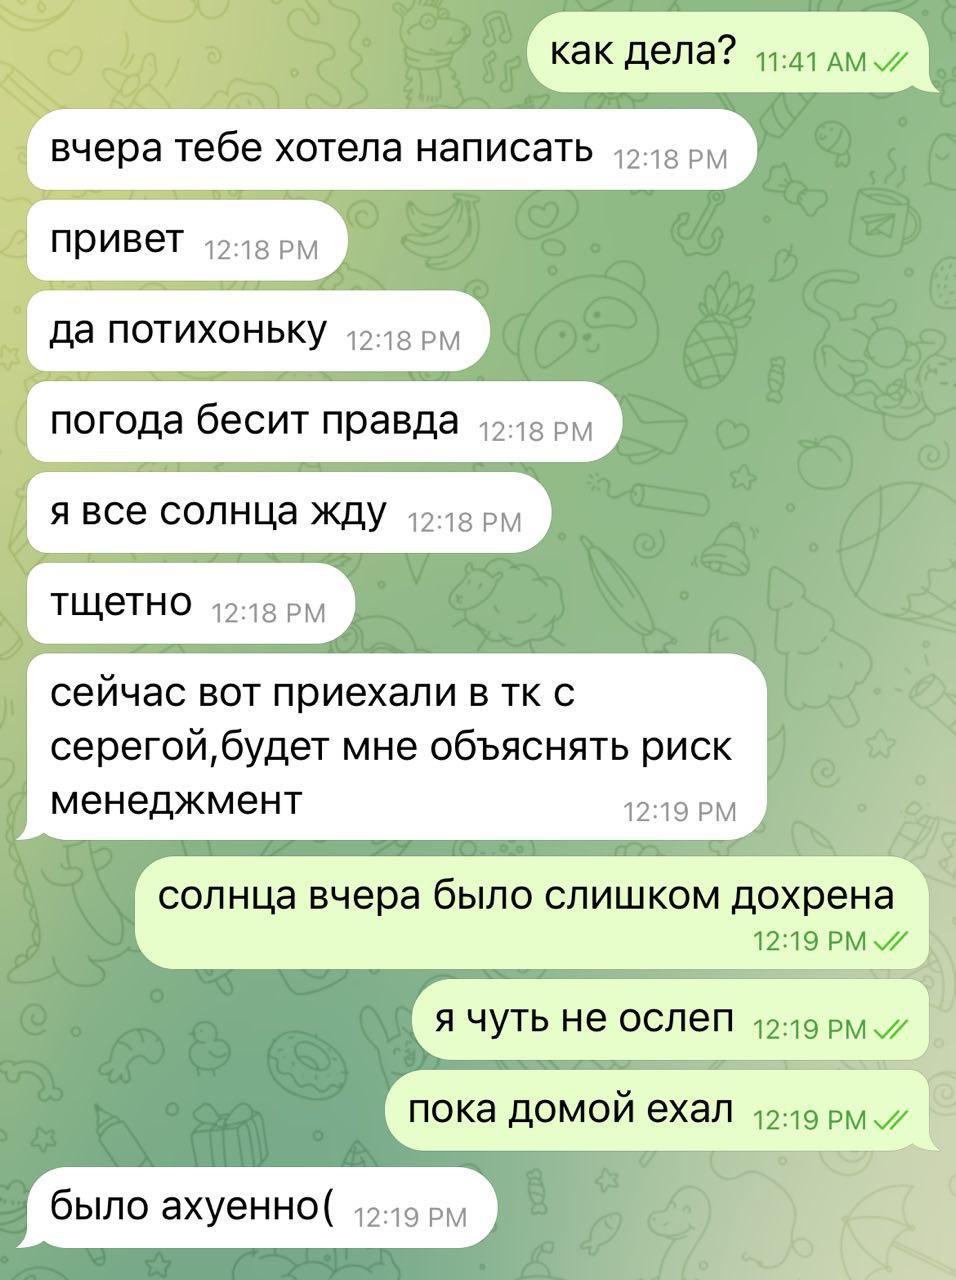 как дела? 11:41 AM
вчера тебе хотела написать 12:18 PM
привет 12:18 PM
да потихоньку 12:18 PM
погода бесит правда 12:18 PM
я все солнца жду 12:18 PM
тщетно 12:18 PM
сейчас вот приехали в тк с
серегой,будет мне объяснять риск
менеджмент 12:19 PM
солнца вчера было слишком дохрена
12:19 PM
я чуть не ослеп 12:19 PM
пока домой ехал 12:19 PM
было ахуенно( 12:19 PM